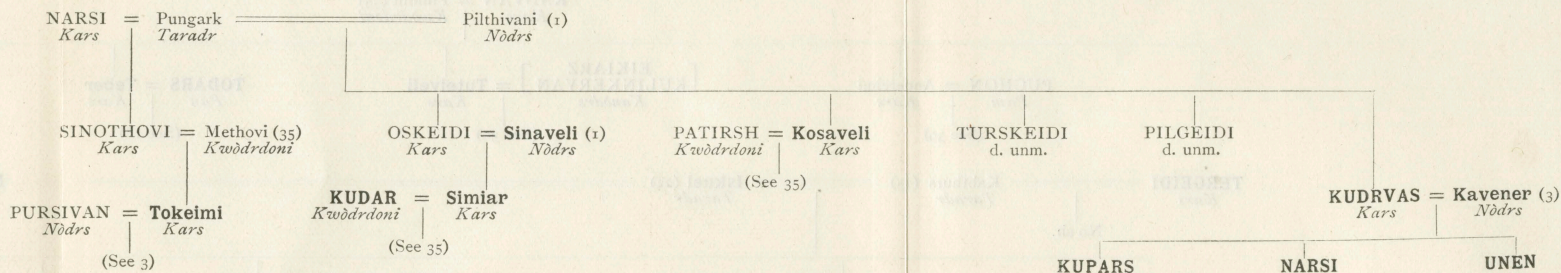 NARSI = Pungark Pilthivani (1)
Kars Taradr Nòdrs
SINOTHOVI = Methovi (35) OSKEIDI = Sinaveli (1) PATIRSH = Kosaveli TURSKEIDI PILGEIDI
Kars Kwòdrdoni Kars Nòdrs Kwòdrdoni Kars d. unm. d. unm.
(See 35)
KUDAR = Simiar KUDRVAS = Kavener (3)
Kwòdrdoni Kars Kars Nòdrs
PURSIVAN = Tokeimi
Nòdrs Kars
(See 35)
(See 3) KUPARS NARSI UNEN